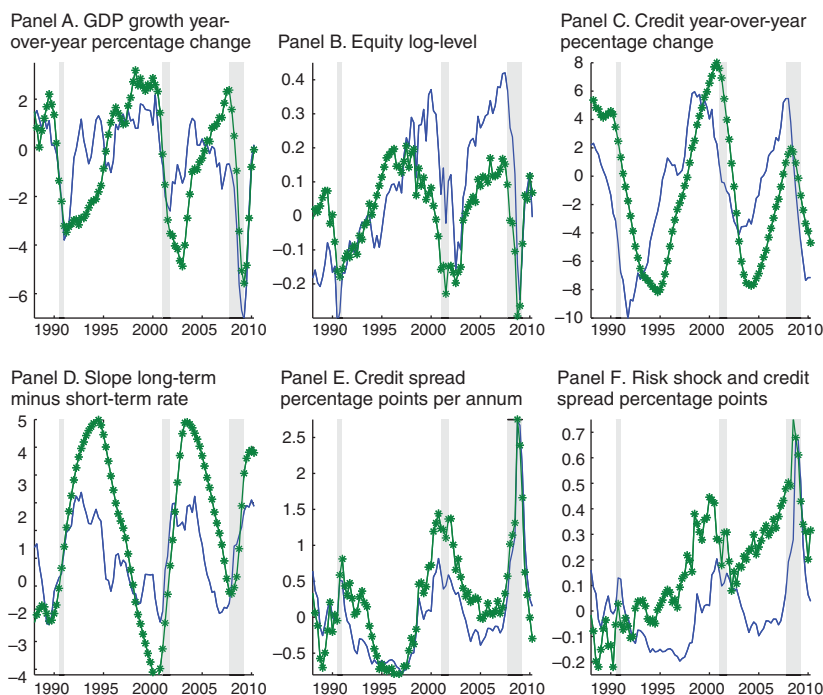 Panel A. GDP growth year-
over-year percentage change
2
0
−2
−4
−6
1990 1995 2000 2005 2010
Panel B. Equity log-level
0.4
0.3
0.2
0.1
0
−0.1
−0.2
1990 1995 2000 2005 2010
Panel C. Credit year-over-year
pecentage change
8
6
4
2
0
−2
−4
−6
−8
−10
1990 1995 2000 2005 2010
Panel D. Slope long-term
minus short-term rate
5
4
3
2
1
0
−2
−2
−3
−4
1990 1995 2000 2005 2010
Panel E. Credit spread
percentage points per annum
2.5
2
1.5
1
0.5
0
−0.5
1990 1995 2000 2005 2010
Panel F. Risk shock and credit
spread percentage points
0.7
0.6
0.5
0.4
0.3
0.2
0.1
0
−0.1
−0.2
1990 1995 2000 2005 2010